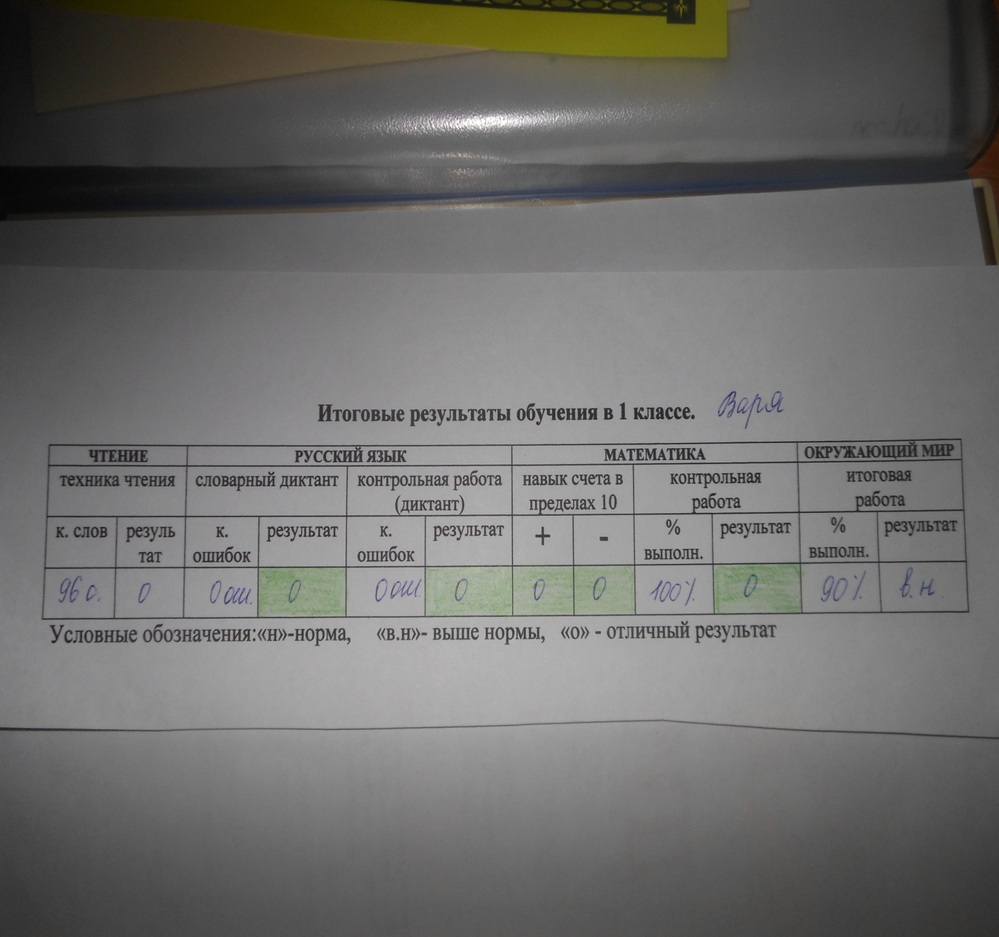 Итоговые результаты обучения в 1 классе. Варя
ЧТЕНИЕ РУССКИЙ ЯЗЫК МАТЕМАТИКА ОКРУЖАЮЩИЙ МИР
техника чтения словарный диктант контрольная работа (диктант) навык счета в пределах 10 контрольная работа итоговая работа
к. слов резуль тат к. ошибок результат к. ошибок результат + - % выполн. результат % выполн. результат
96 с. о 0 ош. о 0 ош. о о о 100% о 90% в.н.
Условные обозначения:«н»-норма, «в.н»- выше нормы, «о» - отличный результат